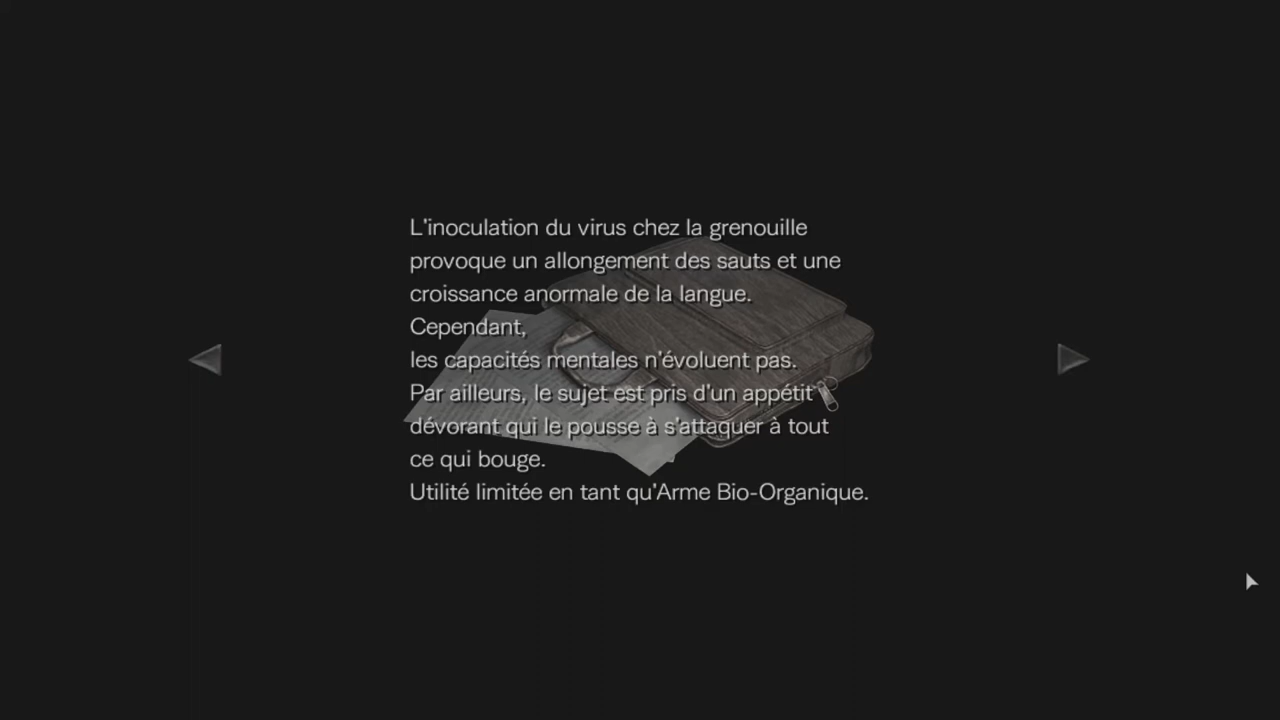 L'inoculation du virus chez la grenouille
provoque un allongement des sauts et une
croissance anormale de la langue.
Cependant,
les capacités mentales n'évoluent pas.
Par ailleurs, le sujet est pris d'un appétit
dévorant qui le pousse à s'attaquer à tout
ce qui bouge.
Utilité limitée en tant qu'Arme Bio-Organique.